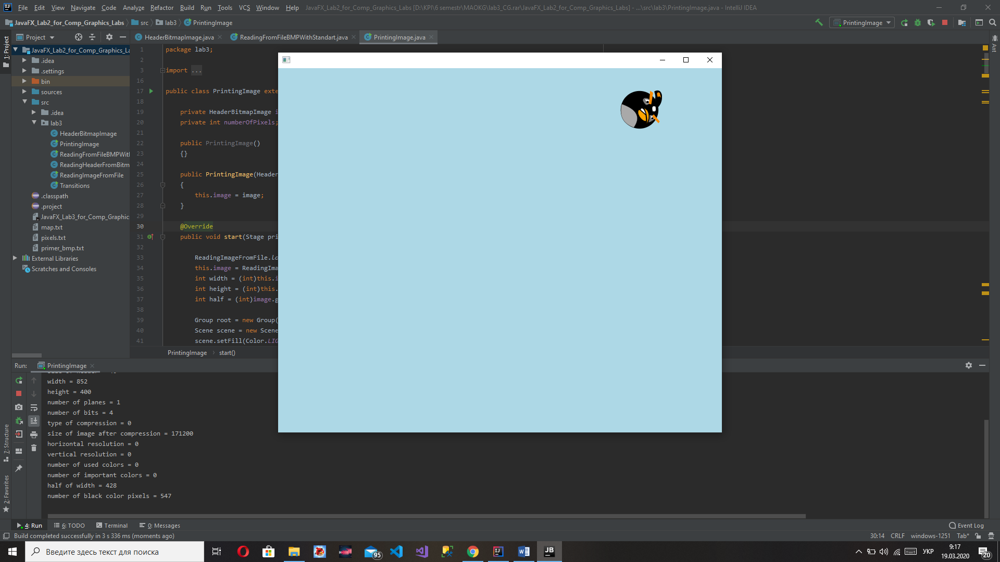 File Edit View Navigate Code Analyze Refactor Build Run Tools VCS Window Help JavaFX_Lab2_for_Comp_Graphics_Labs [D:\KPI\6 semestr\MAOKG\lab3_CG.rar\JavaFX_Lab2_for_Comp_Graphics_Labs] - ...\src\lab3\PrintingImage.java - IntelliJ IDEA
JavaFX_Lab2_for_Comp_Graphics_Labs src lab3 PrintingImage PrintingImage
Project HeaderBitmapImage.java ReadingFromFileBMPWithStandart.java PrintingImage.java
1: Project
Ant
JavaFX_Lab2_for_Comp_Graphics_La
.idea
.settings
bin
sources
src
.idea
lab3
HeaderBitmapImage
PrintingImage
ReadingFromFileBMPWit
ReadingHeaderFromBitm
ReadingImageFromFile
Transitions
.classpath
.project
JavaFX_Lab3_for_Comp_Graphic
map.txt
pixels.txt
primer_bmp.txt
External Libraries
Scratches and Consoles
1 package lab3;
2
3 import ...
16
17 public class PrintingImage exte
18
19 private HeaderBitmapImage i
20 private int numberOfPixels;
21
22 public PrintingImage()
23 {}
24
25 public PrintingImage(Header
26 {
27 this.image = image;
28 }
29
30 @Override
31 public void start(Stage pri
32
33 ReadingImageFromFile.lo
34 this.image = ReadingIma
35 int width = (int)this.i
36 int height = (int)this.
37 int half = (int)image.g
38
39 Group root = new Group(
40 Scene scene = new Scene
41 scene.setFill(Color.LIG
PrintingImage start()
Run: PrintingImage
width = 852
height = 400
number of planes = 1
number of bits = 4
type of compression = 0
size of image after compression = 171200
horizontal resolution = 0
vertical resolution = 0
number of used colors = 0
number of important colors = 0
half of width = 428
number of black color pixels = 547
7: Structure
2: Favorites
4: Run 6: TODO Terminal 0: Messages Event Log
Build completed successfully in 3 s 336 ms (moments ago) 30:14 CRLF windows-1251 Tab*
Введите здесь текст для поиска 95 JB УКР 9:17
19.03.2020 20